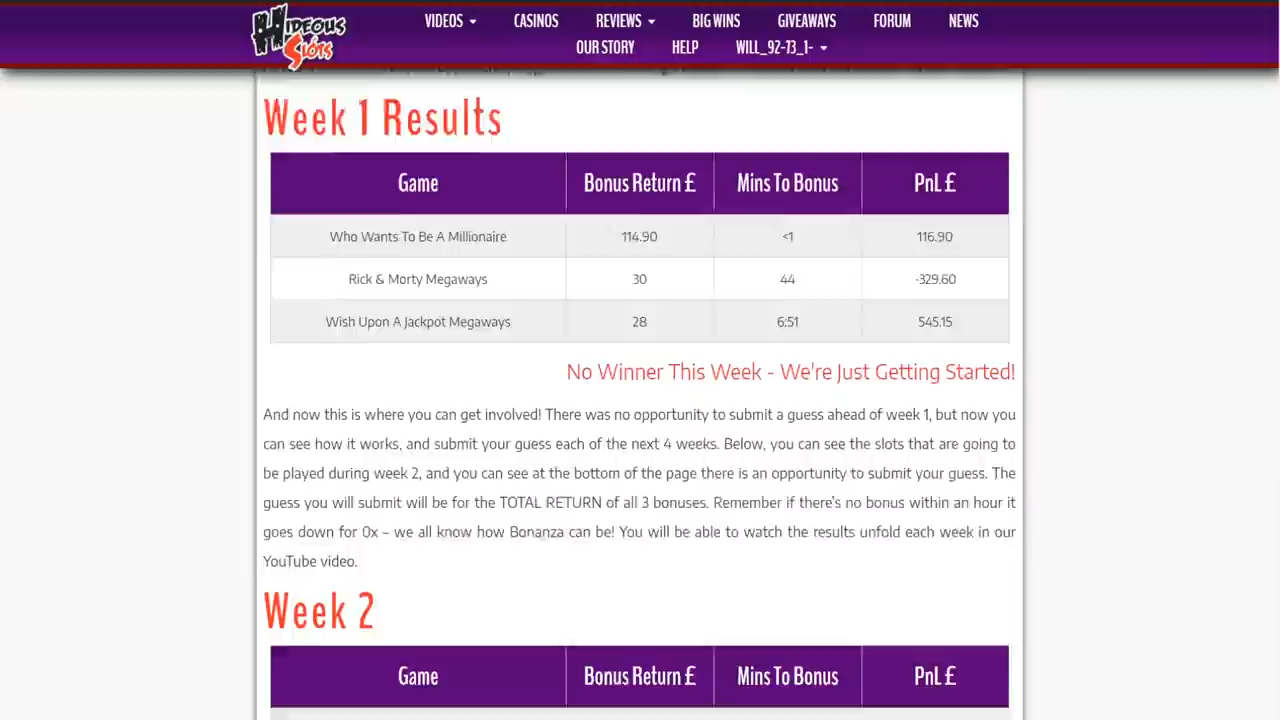 HIDEOUS
SLOTS
VIDEOS CASINOS REVIEWS BIG WINS GIVEAWAYS FORUM NEWS
OUR STORY HELP WILL_92-73_1-
Week 1 Results
Game Bonus Return £ Mins To Bonus PnL £
Who Wants To Be A Millionaire 114.90 <1 116.90
Rick & Morty Megaways 30 44 -329.60
Wish Upon A Jackpot Megaways 28 6:51 545.15
No Winner This Week - We're Just Getting Started!
And now this is where you can get involved! There was no opportunity to submit a guess ahead of week 1, but now you
can see how it works, and submit your guess each of the next 4 weeks. Below, you can see the slots that are going to
be played during week 2, and you can see at the bottom of the page there is an opportunity to submit your guess. The
guess you will submit will be for the TOTAL RETURN of all 3 bonuses. Remember if there's no bonus within an hour it
goes down for 0x – we all know how Bonanza can be! You will be able to watch the results unfold each week in our
YouTube video.
Week 2
Game Bonus Return £ Mins To Bonus PnL £